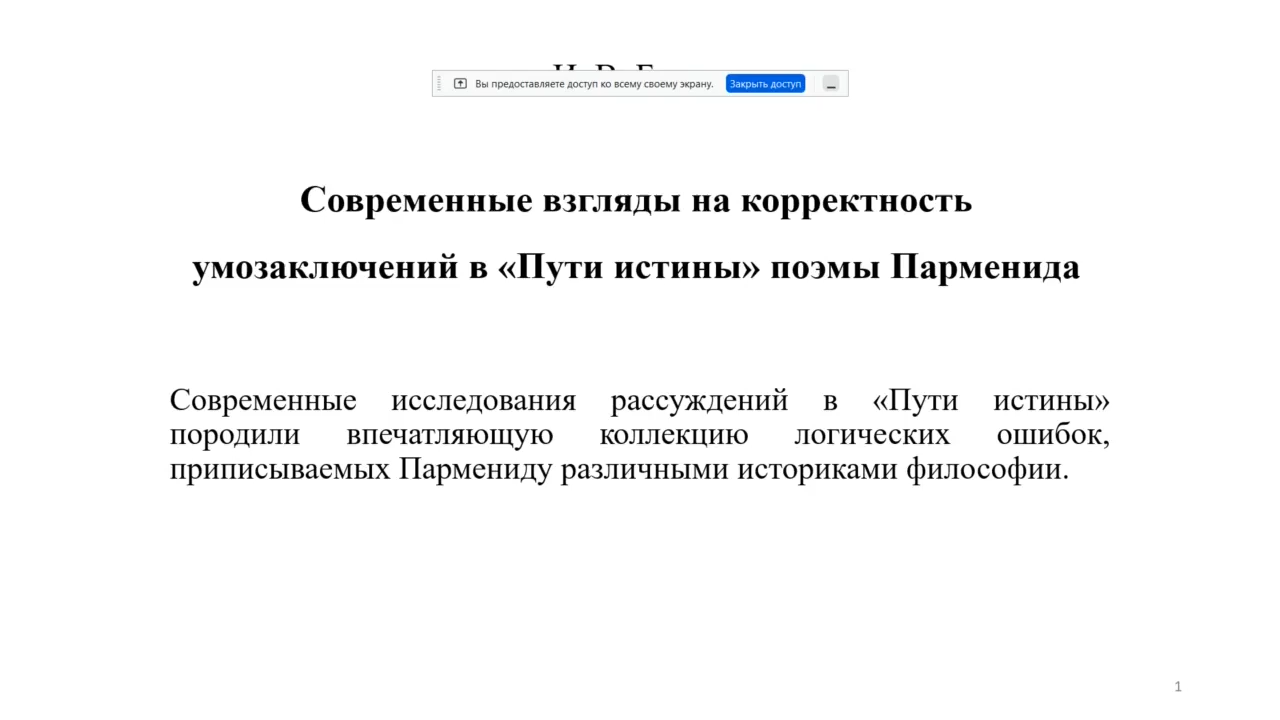 Вы предоставляете доступ ко всему своему экрану. Закрыть доступ
Современные взгляды на корректность
умозаключений в «Пути истины» поэмы Парменида
Современные исследования рассуждений в «Пути истины»
породили впечатляющую коллекцию логических ошибок,
приписываемых Пармениду различными историками философии.
1